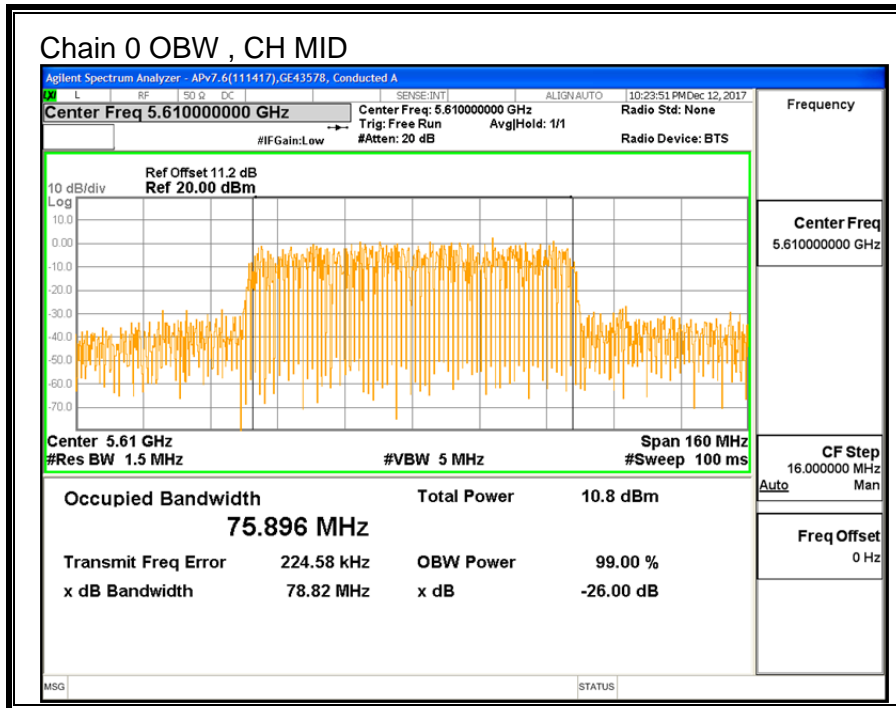 Chain 0 OBW , CH MID
Agilent Spectrum Analyzer - APv7.6(111417),GE43578, Conducted A
LXI L RF 50 Ω DC SENSE:INT ALIGN AUTO 10:23:51 PM Dec 12, 2017
Center Freq 5.610000000 GHz
Center Freq: 5.610000000 GHz
Radio Std: None
Trig: Free Run Avg|Hold: 1/1
#IFGain:Low
#Atten: 20 dB
Radio Device: BTS
Frequency
Ref Offset 11.2 dB
10 dB/div Ref 20.00 dBm
Log
10.0
0.00
-10.0
-20.0
-30.0
-40.0
-50.0
-60.0
-70.0
Center Freq
5.610000000 GHz
Center 5.61 GHz Span 160 MHz
#Res BW 1.5 MHz #VBW 5 MHz #Sweep 100 ms
CF Step
16.000000 MHz
Auto Man
Occupied Bandwidth Total Power 10.8 dBm
75.896 MHz
Transmit Freq Error 224.58 kHz OBW Power 99.00 %
x dB Bandwidth 78.82 MHz x dB -26.00 dB
Freq Offset
0 Hz
MSG STATUS